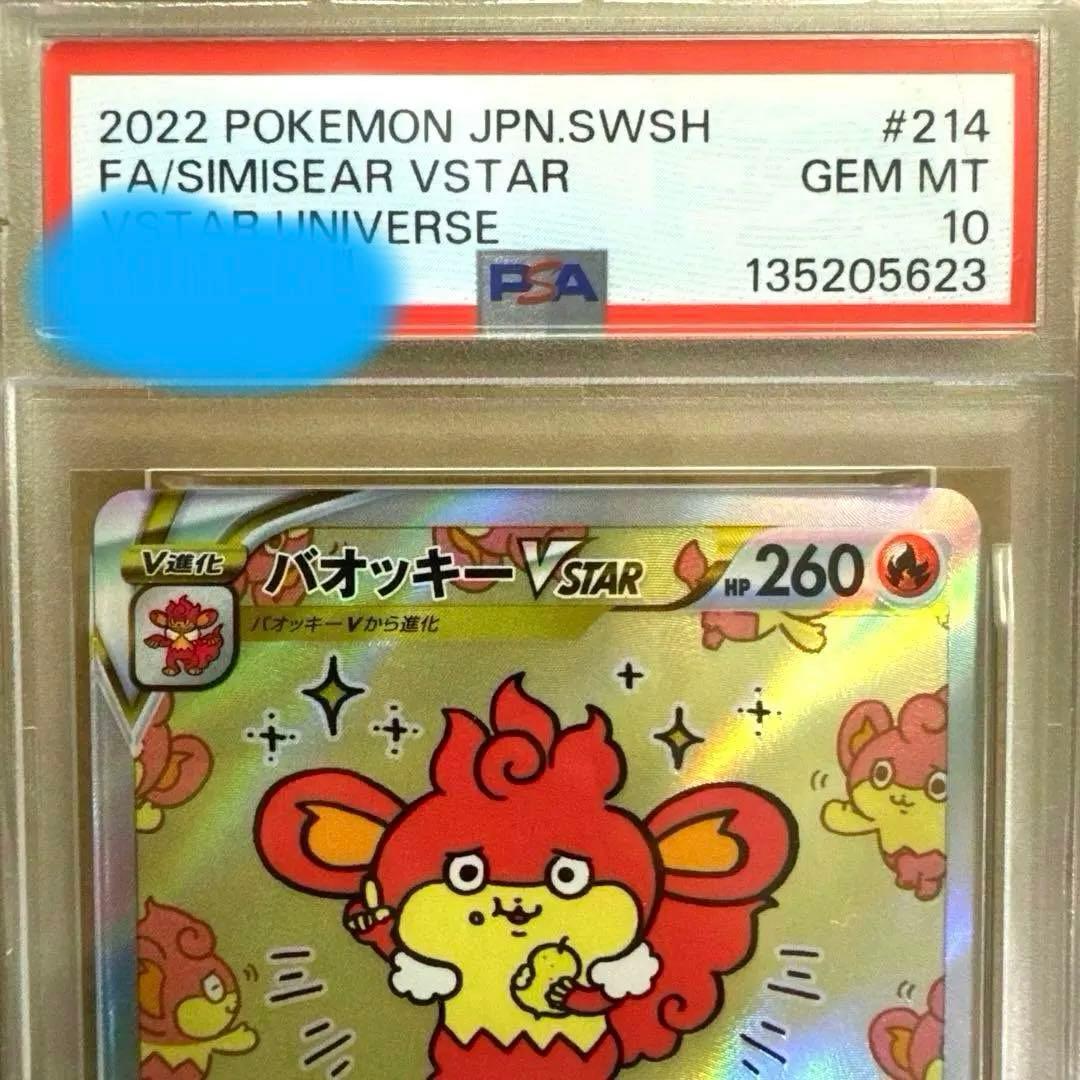 2022 POKEMON JPN.SWSH #214
FA/SIMISEAR VSTAR GEM MT
VSTAR UNIVERSE 10
PSA 135205623
V進化 バオッキーVSTAR HP 260
バオッキーVから進化